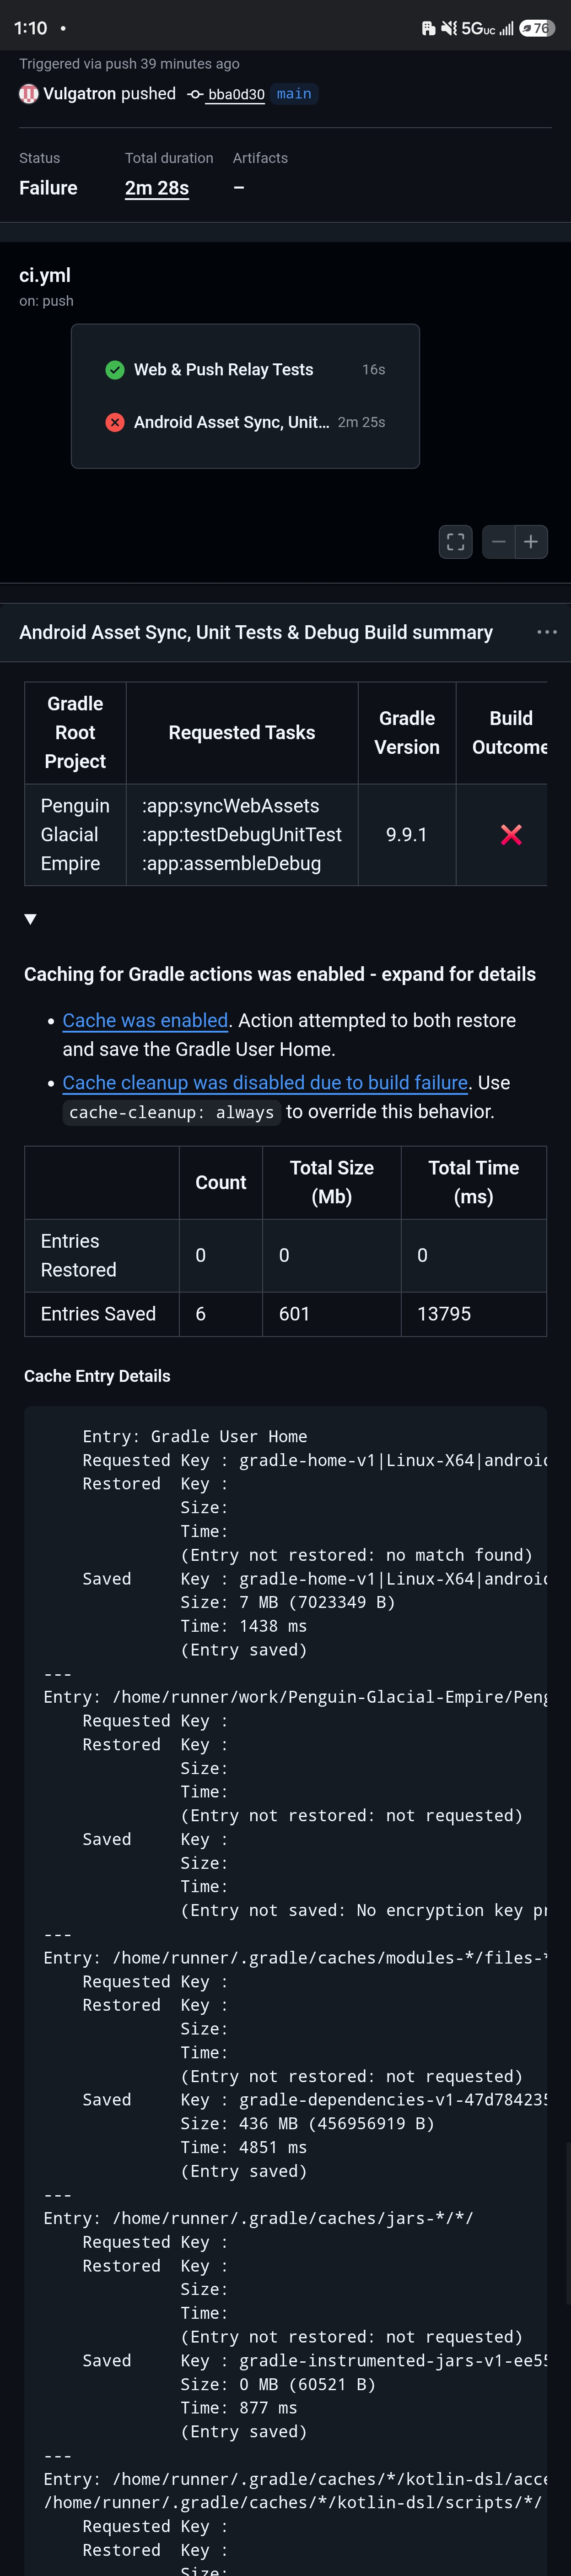 1:10
5G UC
76
Triggered via push 39 minutes ago
Vulgatron pushed bba0d30 main
Status Total duration Artifacts
Failure 2m 28s –
ci.yml
on: push
Web & Push Relay Tests 16s
Android Asset Sync, Unit... 2m 25s
Android Asset Sync, Unit Tests & Debug Build summary
Gradle Root Project
Requested Tasks
Gradle Version
Build Outcome
Penguin Glacial Empire
:app:syncWebAssets
:app:testDebugUnitTest
:app:assembleDebug
9.9.1
Caching for Gradle actions was enabled - expand for details
• Cache was enabled. Action attempted to both restore
and save the Gradle User Home.
• Cache cleanup was disabled due to build failure. Use
cache-cleanup: always to override this behavior.
Count
Total Size (Mb)
Total Time (ms)
Entries Restored 0 0 0
Entries Saved 6 601 13795
Cache Entry Details
Entry: Gradle User Home
Requested Key : gradle-home-v1|Linux-X64|android
Restored Key :
Size:
Time:
(Entry not restored: no match found)
Saved Key : gradle-home-v1|Linux-X64|android
Size: 7 MB (7023349 B)
Time: 1438 ms
(Entry saved)
---
Entry: /home/runner/work/Penguin-Glacial-Empire/Peng
Requested Key :
Restored Key :
Size:
Time:
(Entry not restored: not requested)
Saved Key :
Size:
Time:
(Entry not saved: No encryption key pr
---
Entry: /home/runner/.gradle/caches/modules-*/files-*
Requested Key :
Restored Key :
Size:
Time:
(Entry not restored: not requested)
Saved Key : gradle-dependencies-v1-47d784235
Size: 436 MB (456956919 B)
Time: 4851 ms
(Entry saved)
---
Entry: /home/runner/.gradle/caches/jars-*/*/
Requested Key :
Restored Key :
Size:
Time:
(Entry not restored: not requested)
Saved Key : gradle-instrumented-jars-v1-ee55
Size: 0 MB (60521 B)
Time: 877 ms
(Entry saved)
---
Entry: /home/runner/.gradle/caches/*/kotlin-dsl/acce
/home/runner/.gradle/caches/*/kotlin-dsl/scripts/*/
Requested Key :
Restored Key :
Size: